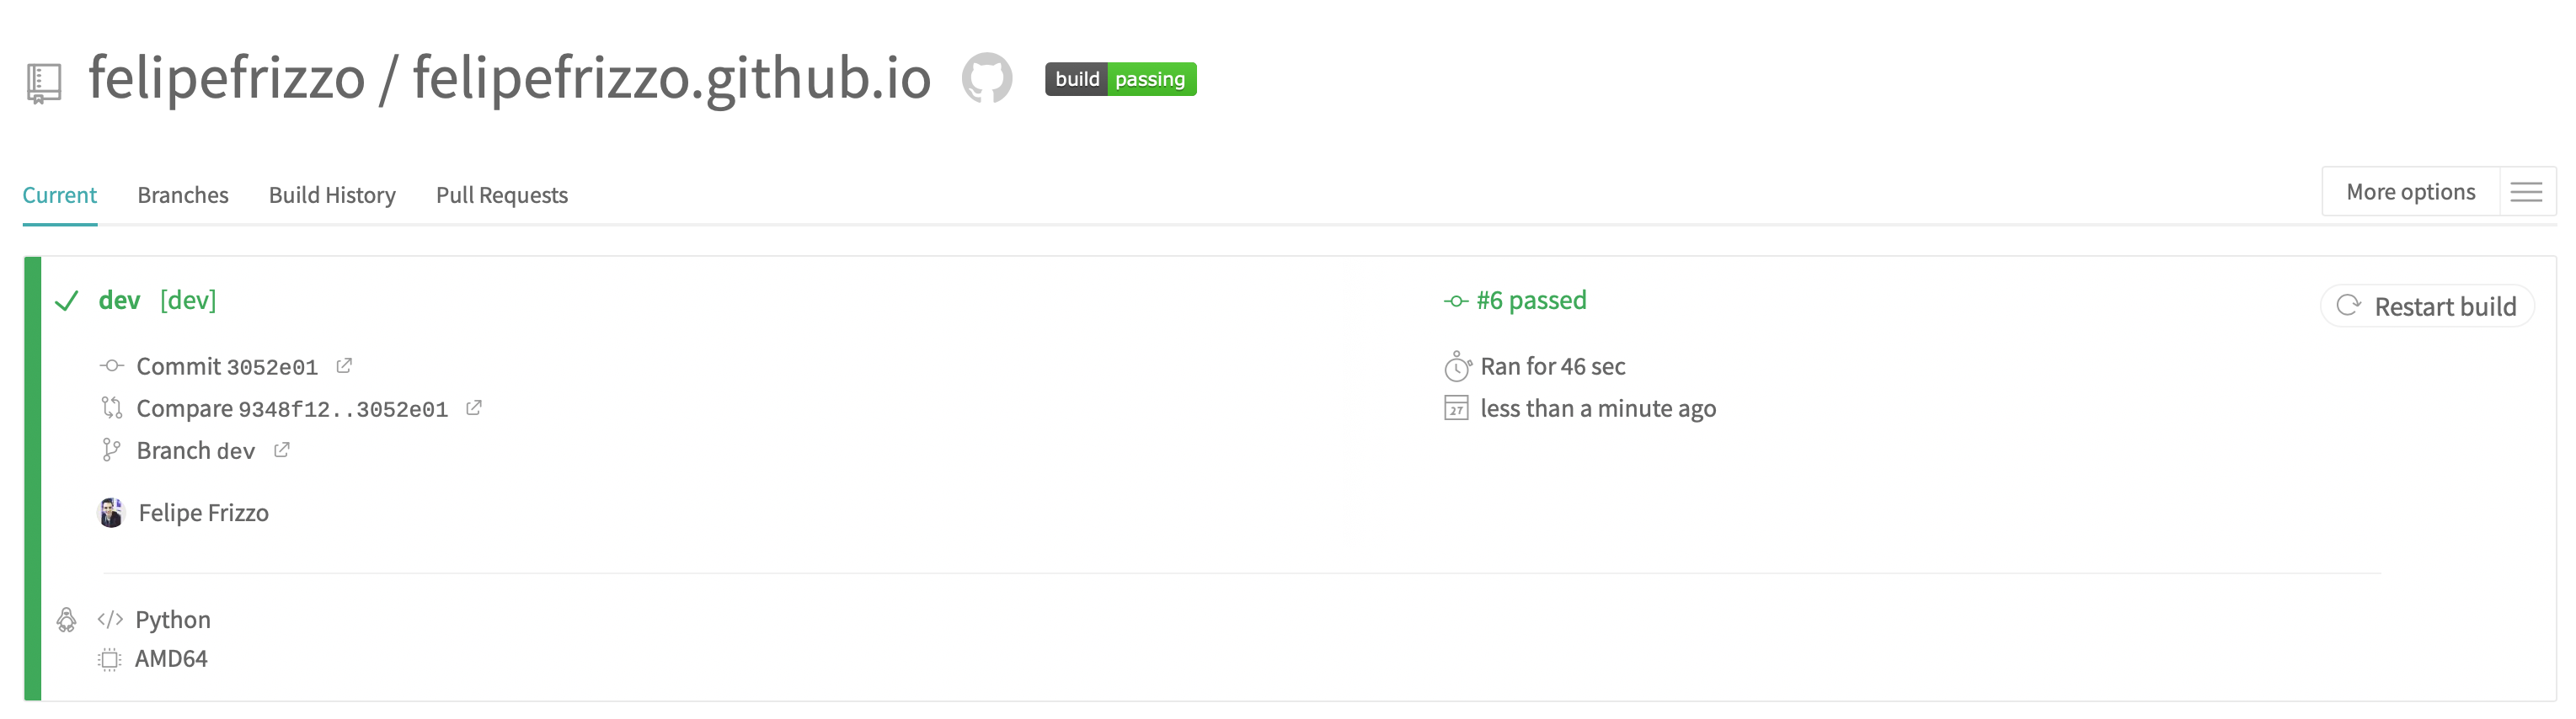 felipefrizzo / felipefrizzo.github.io build passing
Current Branches Build History Pull Requests More options
dev [dev]
Commit 3052e01
Compare 9348f12..3052e01
Branch dev
Felipe Frizzo
#6 passed
Ran for 46 sec
27 less than a minute ago
Restart build
Python
AMD64